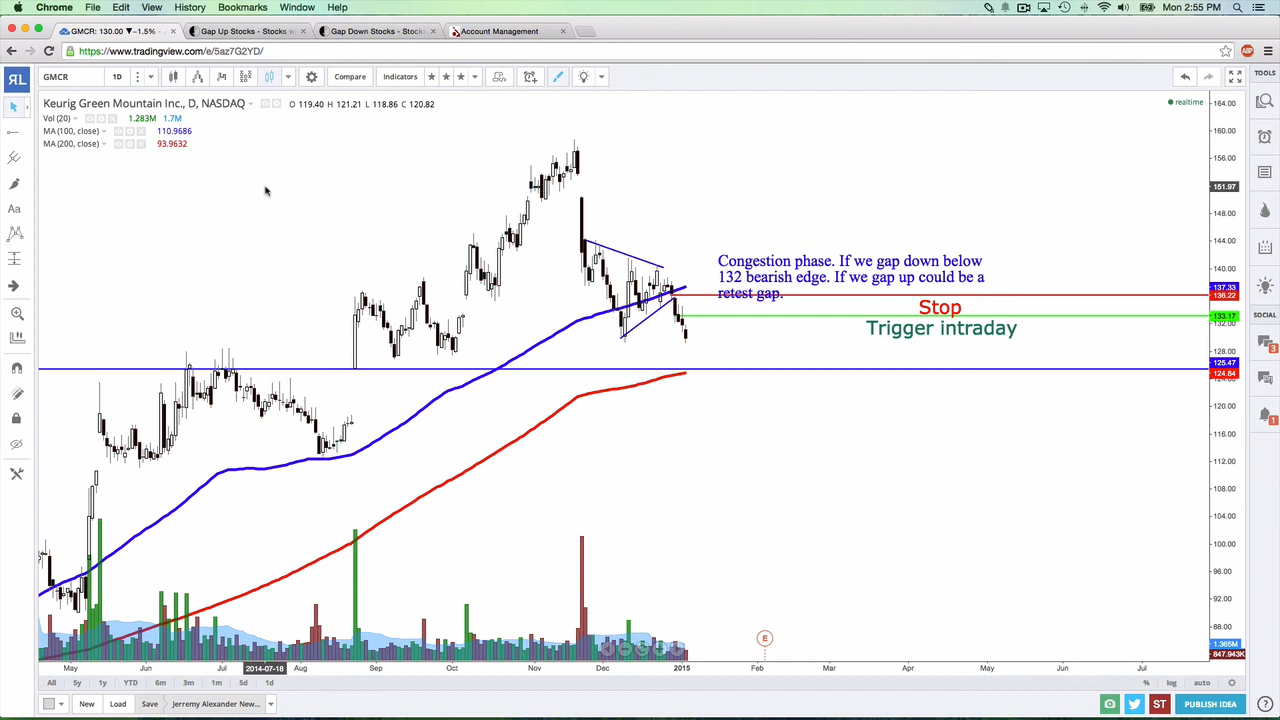 Chrome File Edit View History Bookmarks Window Help Mon 2:55 PM
GMCR: 130.00 ▼-1.5% - × Gap Up Stocks - Stocks w × Gap Down Stocks - Stocks × Account Management ×
https://www.tradingview.com/e/5az7G2YD/ ABP
ЯL GMCR 1D Compare Indicators TOOLS
Keurig Green Mountain Inc., D, NASDAQ O 119.40 H 121.21 L 118.86 C 120.82 realtime
Vol (20) 1.283M 1.7M
MA (100, close) 110.9686
MA (200, close) 93.9632
Aa
164.00
160.00
156.00
151.97
148.00
144.00
140.00
137.33
136.22
133.17
132.00
128.00
125.47
124.84
120.00
116.00
112.00
108.00
104.00
100.00
96.00
92.00
88.00
1.365M
847.943K
Congestion phase. If we gap down below
132 bearish edge. If we gap up could be a
retest gap.
Stop
Trigger intraday
SOCIAL
3
1
E
May Jun Jul 2014-07-18 Aug Sep Oct Nov Dec 2015 Feb Mar Apr May Jun Jul
All 5y 1y YTD 6m 3m 1m 5d 1d % log auto
New Load Save Jerremy Alexander New... ST PUBLISH IDEA ?